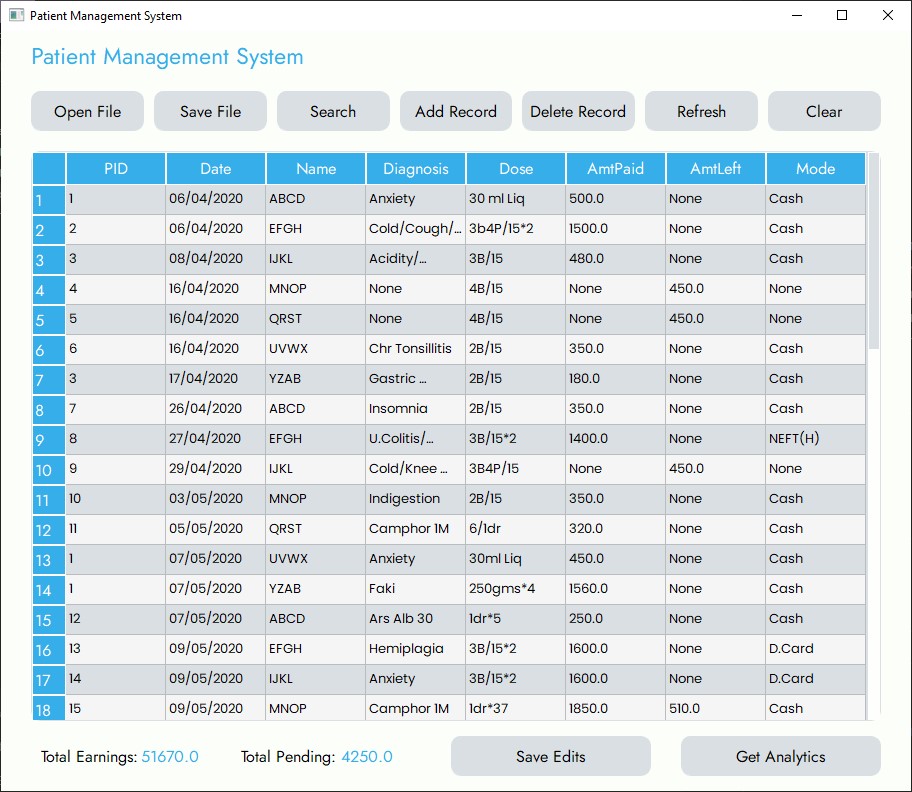 Patient Management System
Patient Management System
Open File Save File Search Add Record Delete Record Refresh Clear
PID Date Name Diagnosis Dose AmtPaid AmtLeft Mode
1 1 06/04/2020 ABCD Anxiety 30 ml Liq 500.0 None Cash
2 2 06/04/2020 EFGH Cold/Cough/... 3b4P/15*2 1500.0 None Cash
3 3 08/04/2020 IJKL Acidity/... 3B/15 480.0 None Cash
4 4 16/04/2020 MNOP None 4B/15 None 450.0 None
5 5 16/04/2020 QRST None 4B/15 None 450.0 None
6 6 16/04/2020 UVWX Chr Tonsillitis 2B/15 350.0 None Cash
7 3 17/04/2020 YZAB Gastric ... 2B/15 180.0 None Cash
8 7 26/04/2020 ABCD Insomnia 2B/15 350.0 None Cash
9 8 27/04/2020 EFGH U.Colitis/... 3B/15*2 1400.0 None NEFT(H)
10 9 29/04/2020 IJKL Cold/Knee ... 3B4P/15 None 450.0 None
11 10 03/05/2020 MNOP Indigestion 2B/15 350.0 None Cash
12 11 05/05/2020 QRST Camphor 1M 6/1dr 320.0 None Cash
13 1 07/05/2020 UVWX Anxiety 30ml Liq 450.0 None Cash
14 1 07/05/2020 YZAB Faki 250gms*4 1560.0 None Cash
15 12 07/05/2020 ABCD Ars Alb 30 1dr*5 250.0 None Cash
16 13 09/05/2020 EFGH Hemiplagia 3B/15*2 1600.0 None D.Card
17 14 09/05/2020 IJKL Anxiety 3B/15*2 1600.0 None D.Card
18 15 09/05/2020 MNOP Camphor 1M 1dr*37 1850.0 510.0 Cash
Total Earnings: 51670.0 Total Pending: 4250.0 Save Edits Get Analytics